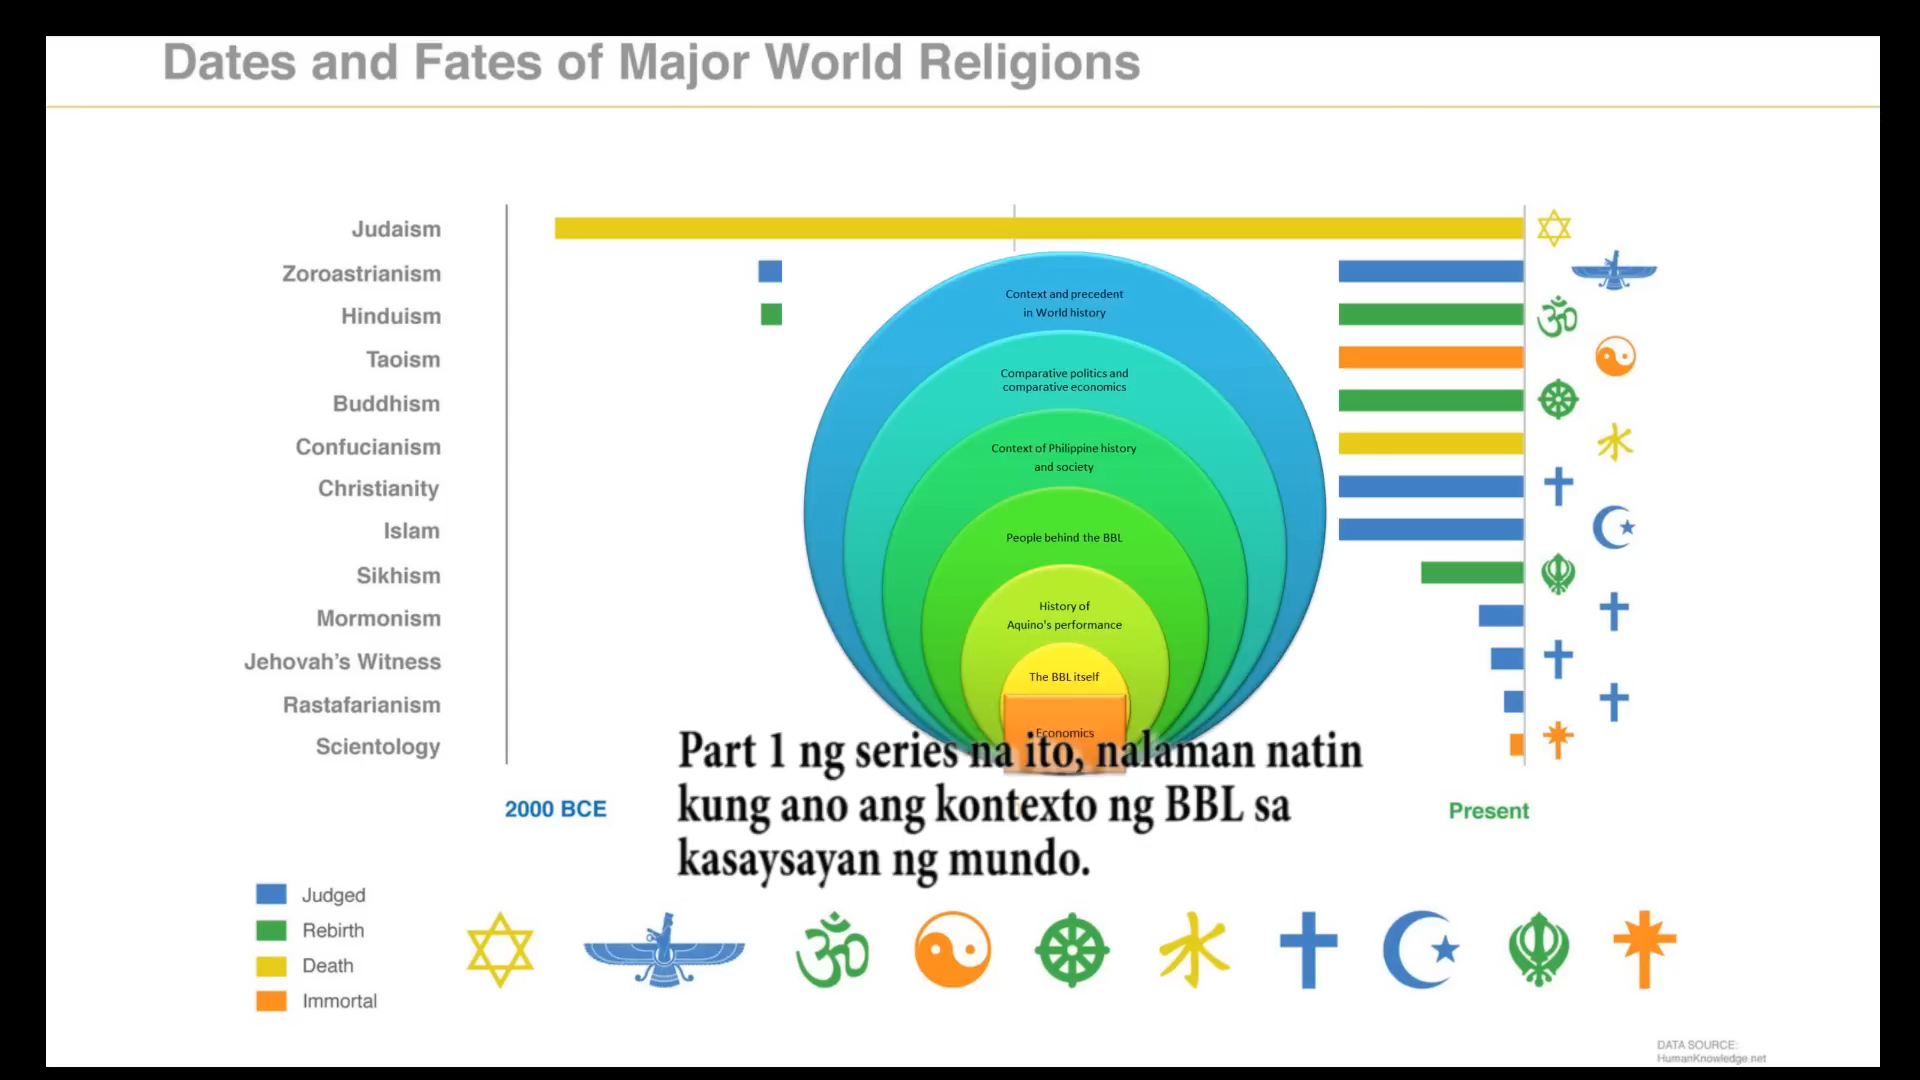 Dates and Fates of Major World Religions
Judaism
Zoroastrianism
Hinduism
Taoism
Buddhism
Confucianism
Christianity
Islam
Sikhism
Mormonism
Jehovah's Witness
Rastafarianism
Scientology
Context and precedent
in World history
Comparative politics and
comparative economics
Context of Philippine history
and society
People behind the BBL
History of
Aquino's performance
The BBL itself
Economics
Part 1 ng series na ito, nalaman natin
kung ano ang kontexto ng BBL sa
kasaysayan ng mundo.
2000 BCE
Present
Judged
Rebirth
Death
Immortal
DATA SOURCE:
HumanKnowledge.net